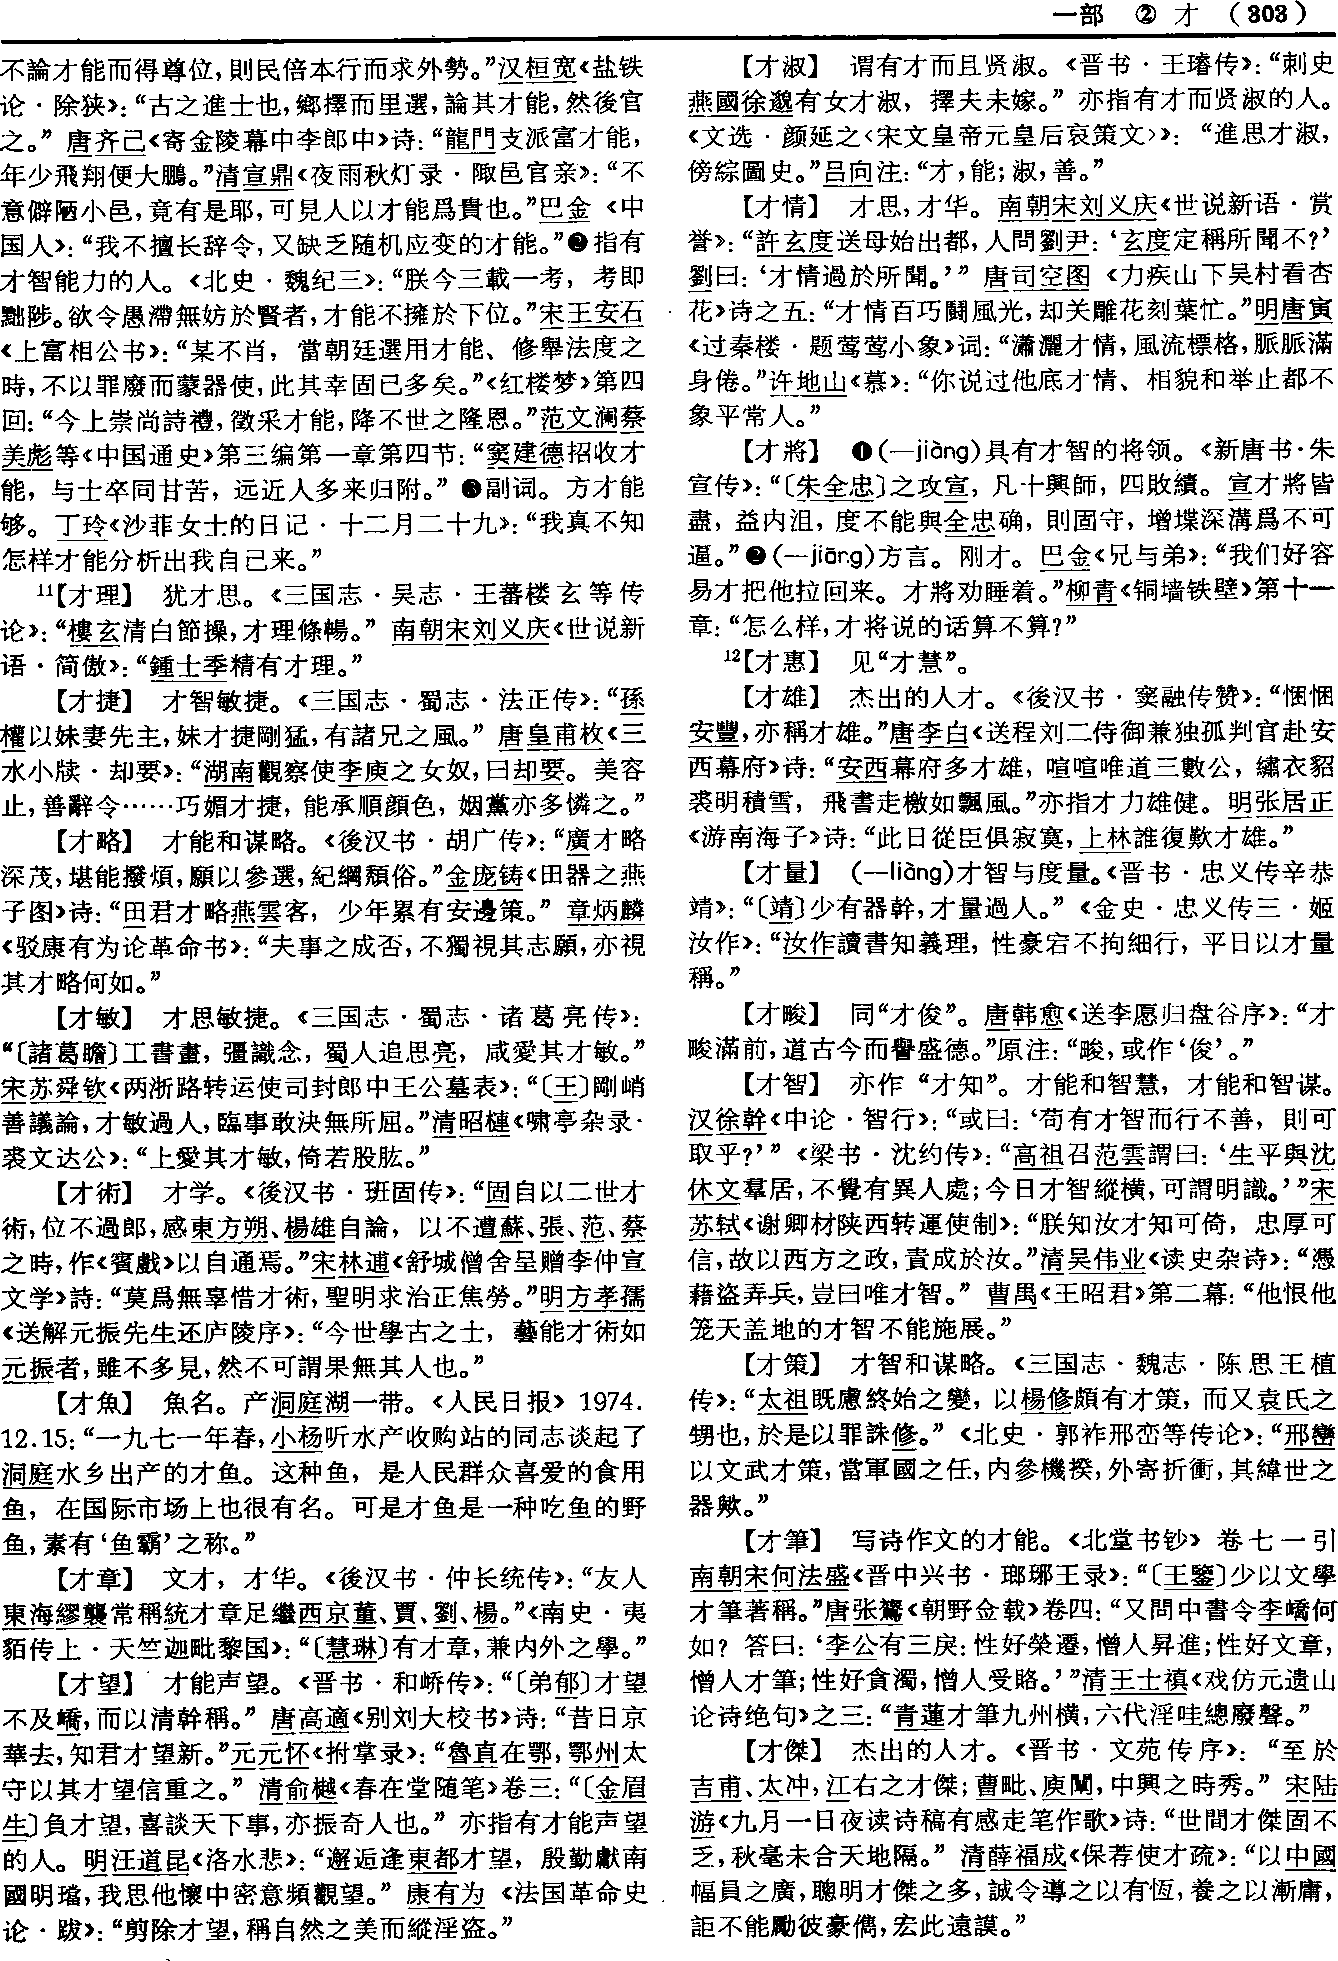 一部 ② 才 （303）
不論才能而得尊位，則民倍本行而求外勢。”汉桓宽《盐铁
论·除狭》：“古之進士也，鄉擇而里選，論其才能，然後官
之。”唐齐己《寄金陵幕中李郎中》诗：“龍門支派富才能，
年少飛翔便大鵬。”清宣鼎《夜雨秋灯录·陬邑官亲》：“不
意僻陋小邑，竟有是耶，可見人以才能爲貴也。”巴金《中
国人》：“我不擅长辞令，又缺乏随机应变的才能。”❷指有
才智能力的人。《北史·魏纪三》：“朕今三載一考，考即
黜陟。欲令愚滯無妨於賢者，才能不擁於下位。”宋王安石
《上富相公书》：“某不肖，當朝廷選用才能、修舉法度之
時，不以罪廢而蒙器使，此其幸固已多矣。”《红楼梦》第四
回：“今上崇尚詩禮，徵采才能，降不世之隆恩。”范文澜蔡
美彪等《中国通史》第三编第一章第四节：“窦建德招收才
能，与士卒同甘苦，远近人多来归附。”❸副词。方才能
够。丁玲《沙菲女士的日记·十二月二十九》：“我真不知
怎样才能分析出我自己来。”
11【才理】 犹才思。《三国志·吴志·王蕃楼玄等传
论》：“樓玄清白節操，才理條暢。”南朝宋刘义庆《世说新
语·简傲》：“鍾士季精有才理。”
【才捷】 才智敏捷。《三国志·蜀志·法正传》：“孫
權以妹妻先主，妹才捷剛猛，有諸兄之風。”唐皇甫枚《三
水小牍·却要》：“湖南觀察使李庾之女奴，曰却要。美容
止，善辭令……巧媚才捷，能承順顔色，姻黨亦多憐之。”
【才略】 才能和谋略。《後汉书·胡广传》：“廣才略
深茂，堪能撥煩，願以參選，紀綱頹俗。”金庞铸《田器之燕
子图》诗：“田君才略燕雲客，少年累有安邊策。”章炳麟
《驳康有为论革命书》：“夫事之成否，不獨視其志願，亦視
其才略何如。”
【才敏】 才思敏捷。《三国志·蜀志·诸葛亮传》：
“〔諸葛瞻〕工書畫，彊識念，蜀人追思亮，咸愛其才敏。”
宋苏舜钦《两浙路转运使司封郎中王公墓表》：“〔王〕剛峭
善議論，才敏過人，臨事敢決無所屈。”清昭槤《啸亭杂录·
裘文达公》：“上愛其才敏，倚若股肱。”
【才術】 才学。《後汉书·班固传》：“固自以二世才
術，位不過郎，感東方朔、楊雄自論，以不遭蘇、張、范、蔡
之時，作《賓戲》以自通焉。”宋林逋《舒城僧舍呈赠李仲宣
文学》詩：“莫爲無辜惜才術，聖明求治正焦勞。”明方孝孺
《送解元振先生还庐陵序》：“今世學古之士，藝能才術如
元振者，雖不多見，然不可謂果無其人也。”
【才魚】 魚名。产洞庭湖一带。《人民日报》1974.
12.15：“一九七一年春，小杨听水产收购站的同志谈起了
洞庭水乡出产的才鱼。这种鱼，是人民群众喜爱的食用
鱼，在国际市场上也很有名。可是才鱼是一种吃鱼的野
鱼，素有‘鱼霸’之称。”
【才章】 文才，才华。《後汉书·仲长统传》：“友人
東海繆襲常稱統才章足繼西京董、賈、劉、楊。”《南史·夷
貊传上·天竺迦毗黎国》：“〔慧琳〕有才章，兼内外之學。”
【才望】 才能声望。《晋书·和峤传》：“〔弟郁〕才望
不及嶠，而以清幹稱。”唐高適《别刘大校书》诗：“昔日京
華去，知君才望新。”元元怀《拊掌录》：“魯直在鄂，鄂州太
守以其才望信重之。”清俞樾《春在堂随笔》卷三：“〔金眉
生〕負才望，喜談天下事，亦振奇人也。”亦指有才能声望
的人。明汪道昆《洛水悲》：“邂逅逢東都才望，殷勤獻南
國明璫，我思他懷中密意頻觀望。”康有为《法国革命史
论·跋》：“剪除才望，稱自然之美而縱淫盗。”
【才淑】 谓有才而且贤淑。《晋书·王濬传》：“刺史
燕國徐邈有女才淑，擇夫未嫁。”亦指有才而贤淑的人。
《文选·颜延之〈宋文皇帝元皇后哀策文〉》：“進思才淑，
傍綜圖史。”吕向注：“才，能；淑，善。”
【才情】 才思，才华。南朝宋刘义庆《世说新语·赏
誉》：“許玄度送母始出都，人問劉尹：‘玄度定稱所聞不？’
劉曰：‘才情過於所聞。’”唐司空图《力疾山下吴村看杏
花》诗之五：“才情百巧鬭風光，却关雕花刻葉忙。”明唐寅
《过秦楼·题莺莺小象》词：“瀟灑才情，風流標格，脈脈滿
身倦。”许地山《慕》：“你说过他底才情、相貌和举止都不
象平常人。”
【才將】 ❶（—jiàng）具有才智的将领。《新唐书·朱
宣传》：“〔朱全忠〕之攻宣，凡十興師，四敗績。宣才將皆
盡，益内沮，度不能與全忠确，則固守，增堞深溝爲不可
逼。”❷（—jiāng）方言。刚才。巴金《兄与弟》：“我们好容
易才把他拉回来。才將劝睡着。”柳青《铜墙铁壁》第十一
章：“怎么样，才将说的话算不算？”
12【才惠】 见“才慧”。
【才雄】 杰出的人才。《後汉书·窦融传赞》：“悃悃
安豐，亦稱才雄。”唐李白《送程刘二侍御兼独孤判官赴安
西幕府》诗：“安西幕府多才雄，喧喧唯道三數公，繡衣貂
裘明積雪，飛書走檄如飄風。”亦指才力雄健。明张居正
《游南海子》诗：“此日從臣俱寂寞，上林誰復歎才雄。”
【才量】 （—liàng）才智与度量。《晋书·忠义传辛恭
靖》：“〔靖〕少有器幹，才量過人。”《金史·忠义传三·姬
汝作》：“汝作讀書知義理，性豪宕不拘細行，平日以才量
稱。”
【才畯】 同“才俊”。唐韩愈《送李愿归盘谷序》：“才
畯滿前，道古今而譽盛德。”原注：“畯，或作‘俊’。”
【才智】 亦作“才知”。才能和智慧，才能和智谋。
汉徐幹《中论·智行》：“或曰：‘苟有才智而行不善，則可
取乎？’”《梁书·沈约传》：“高祖召范雲謂曰：‘生平與沈
休文羣居，不覺有異人處；今日才智縱橫，可謂明識。’”宋
苏轼《谢卿材陕西转運使制》：“朕知汝才知可倚，忠厚可
信，故以西方之政，責成於汝。”清吴伟业《读史杂诗》：“憑
藉盗弄兵，豈曰唯才智。”曹禺《王昭君》第二幕：“他恨他
笼天盖地的才智不能施展。”
【才策】 才智和谋略。《三国志·魏志·陈思王植
传》：“太祖既慮終始之變，以楊修頗有才策，而又袁氏之
甥也，於是以罪誅修。”《北史·郭祚邢峦等传论》：“邢巒
以文武才策，當軍國之任，内參機揆，外寄折衝，其緯世之
器歟。”
【才筆】 写诗作文的才能。《北堂书钞》卷七一引
南朝宋何法盛《晋中兴书·瑯琊王录》：“〔王鑒〕少以文學
才筆著稱。”唐张鷟《朝野金载》卷四：“又問中書令李嶠何
如？答曰：‘李公有三戾：性好榮遷，憎人昇進；性好文章，
憎人才筆；性好貪濁，憎人受賂。’”清王士禛《戏仿元遗山
论诗绝句》之三：“青蓮才筆九州横，六代淫哇總廢聲。”
【才傑】 杰出的人才。《晋书·文苑传序》：“至於
吉甫、太冲，江右之才傑；曹毗、庾闡，中興之時秀。”宋陆
游《九月一日夜读诗稿有感走笔作歌》诗：“世間才傑固不
乏，秋毫未合天地隔。”清薛福成《保荐使才疏》：“以中國
幅員之廣，聰明才傑之多，誠令導之以有恆，養之以漸庸，
詎不能勵彼豪儁，宏此遠謨。”